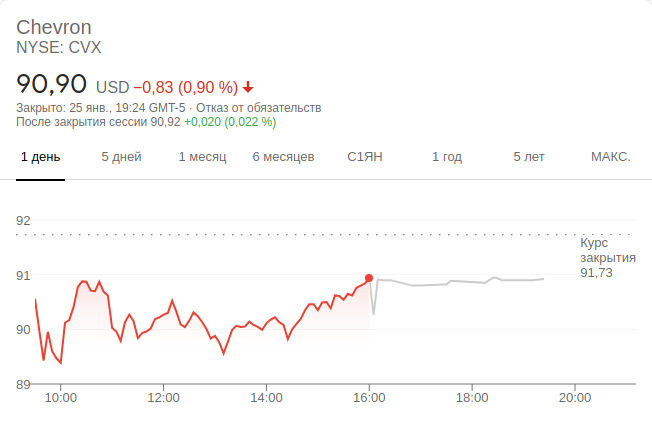 Chevron
NYSE: CVX
90,90 USD −0,83 (0,90 %)
Закрыто: 25 янв., 19:24 GMT-5 · Отказ от обязательств
После закрытия сессии 90,92 +0,020 (0,022 %)
1 день 5 дней 1 месяц 6 месяцев С1ЯН 1 год 5 лет МАКС.
92
Курс
закрытия
91,73
91
90
89
10:00 12:00 14:00 16:00 18:00 20:00